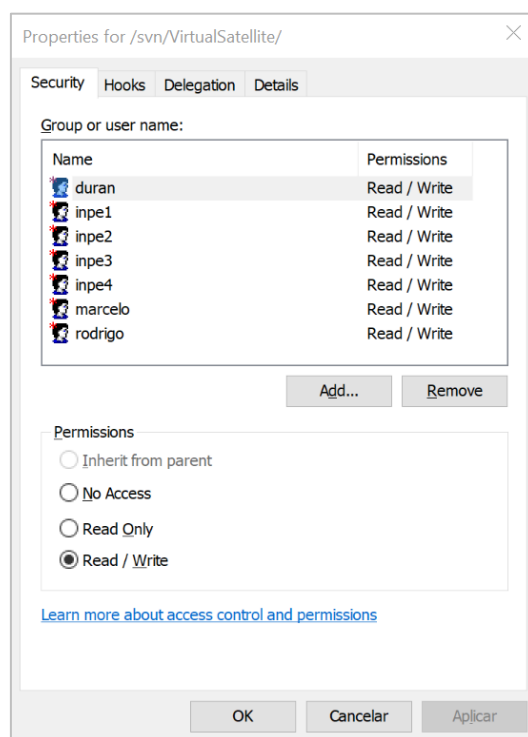 Properties for /svn/VirtualSatellite/
Security Hooks Delegation Details
Group or user name:
Name Permissions
duran Read / Write
inpe1 Read / Write
inpe2 Read / Write
inpe3 Read / Write
inpe4 Read / Write
marcelo Read / Write
rodrigo Read / Write
Add... Remove
Permissions
Inherit from parent
No Access
Read Only
Read / Write
Learn more about access control and permissions
OK Cancelar Aplicar